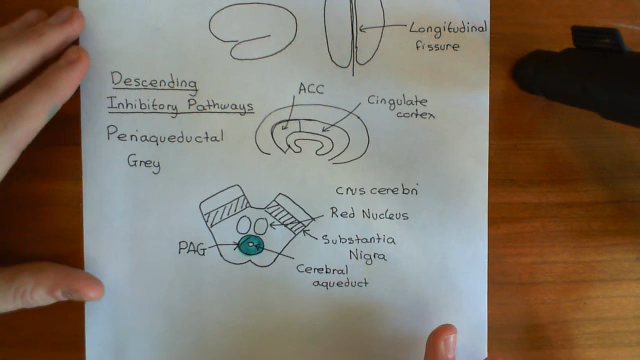 Longitudinal
fissure
Descending
Inhibitory Pathways
Periaqueductal
Grey
ACC
Cingulate
cortex
crus cerebri
Red Nucleus
Substantia
Nigra
PAG
Cerebral
aqueduct